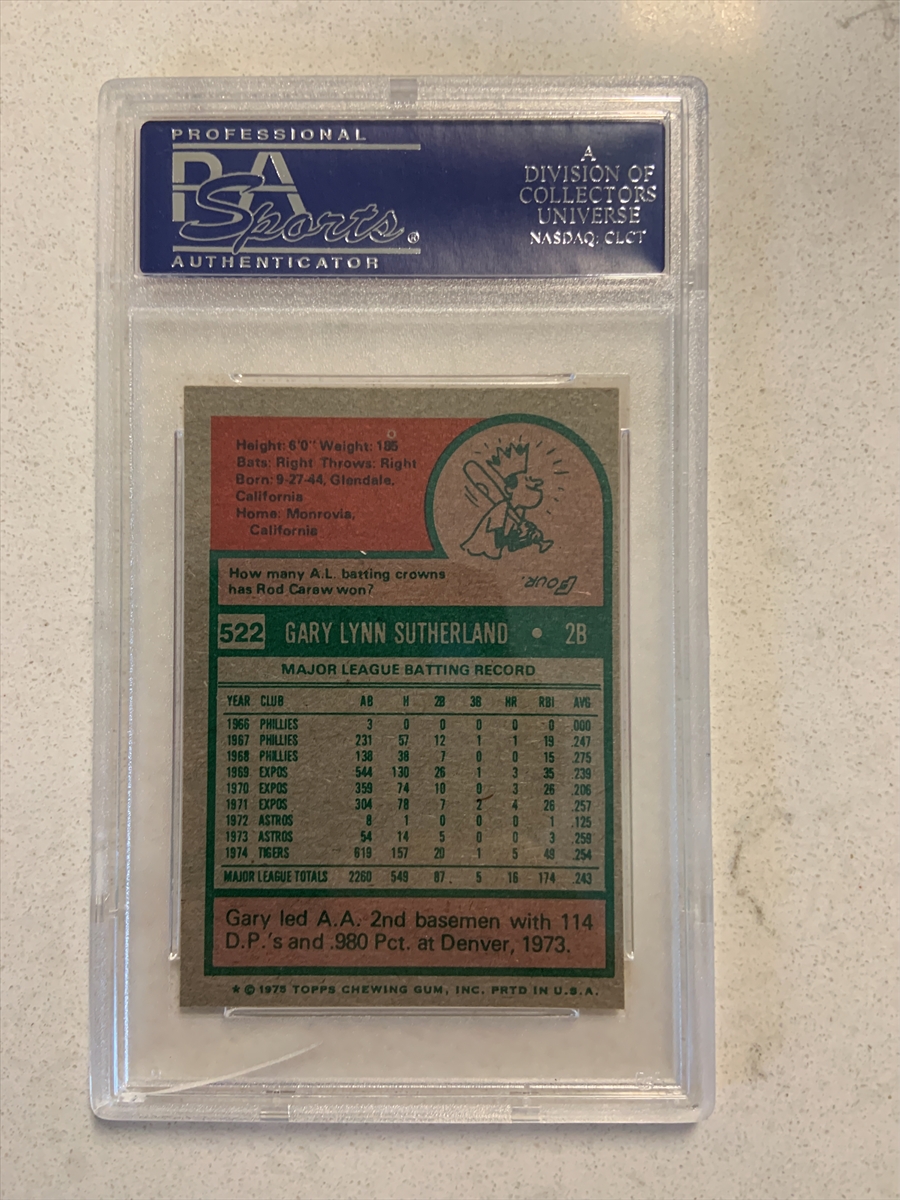 PROFESSIONAL
PSA
Sports®
AUTHENTICATOR
A
DIVISION OF
COLLECTORS
UNIVERSE
NASDAQ: CLCT
Height: 6'0" Weight: 185
Bats: Right Throws: Right
Born: 9-27-44, Glendale,
California
Home: Monrovia,
California
How many A.L. batting crowns
has Rod Carew won?
FOUR.
522 GARY LYNN SUTHERLAND • 2B
MAJOR LEAGUE BATTING RECORD
YEAR CLUB AB H 2B 3B HR RBI AVG
1966 PHILLIES 3 0 0 0 0 0 .000
1967 PHILLIES 231 57 12 1 1 19 .247
1968 PHILLIES 138 38 7 0 0 15 .275
1969 EXPOS 544 130 26 1 3 35 .239
1970 EXPOS 359 74 10 0 3 26 .206
1971 EXPOS 304 78 7 2 4 26 .257
1972 ASTROS 8 1 0 0 0 1 .125
1973 ASTROS 54 14 5 0 0 3 .259
1974 TIGERS 619 157 20 1 5 49 .254
MAJOR LEAGUE TOTALS 2260 549 87 5 16 174 .243
Gary led A.A. 2nd basemen with 114
D.P.'s and .980 Pct. at Denver, 1973.
* © 1975 TOPPS CHEWING GUM, INC. PRTD IN U.S.A.